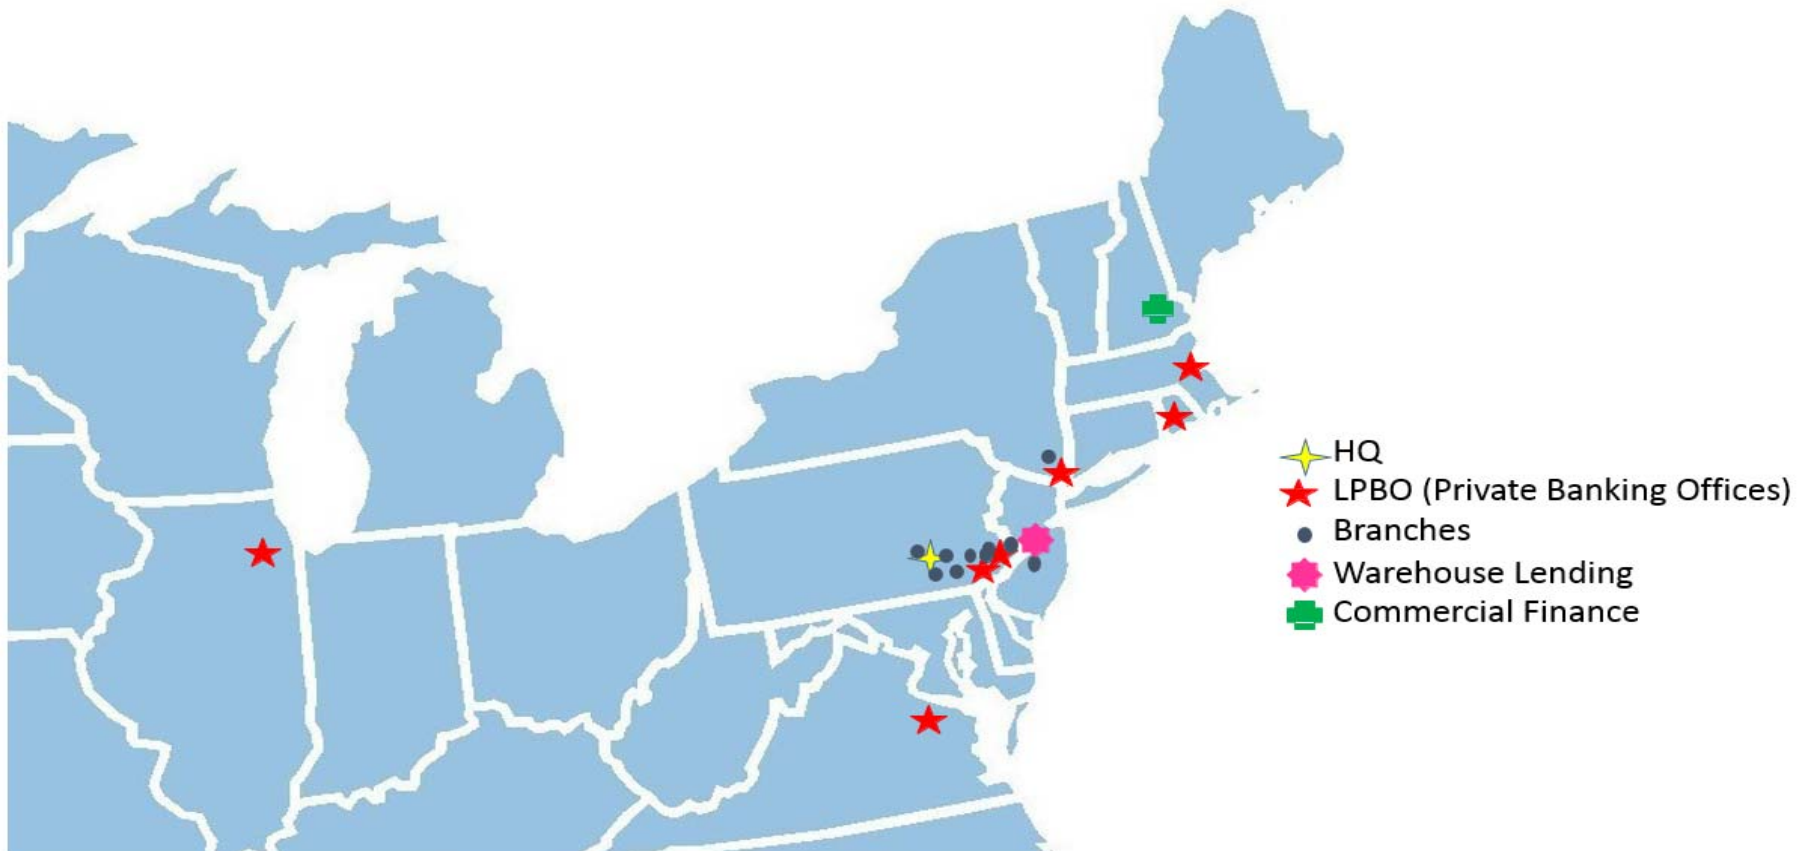 HQ
LPBO (Private Banking Offices)
Branches
Warehouse Lending
Commercial Finance